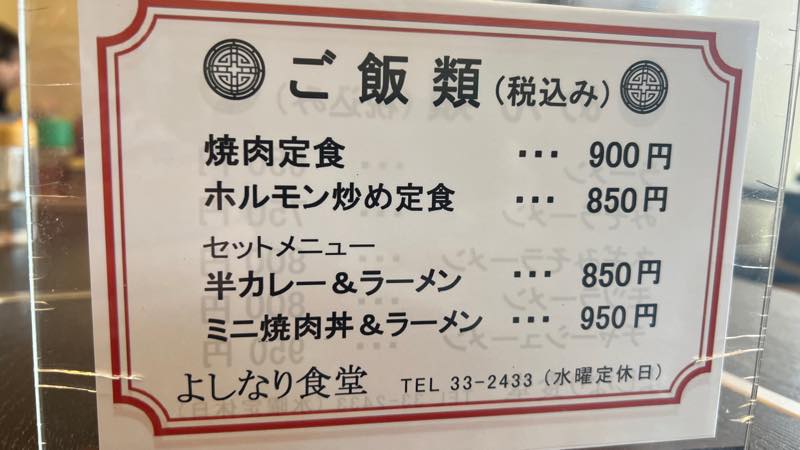 ご飯類(税込み)
焼肉定食 ・・・ 900円
ホルモン炒め定食 ・・・ 850円
セットメニュー
半カレー&ラーメン ・・・ 850円
ミニ焼肉丼&ラーメン ・・・ 950円
よしなり食堂 TEL 33-2433 (水曜定休日)